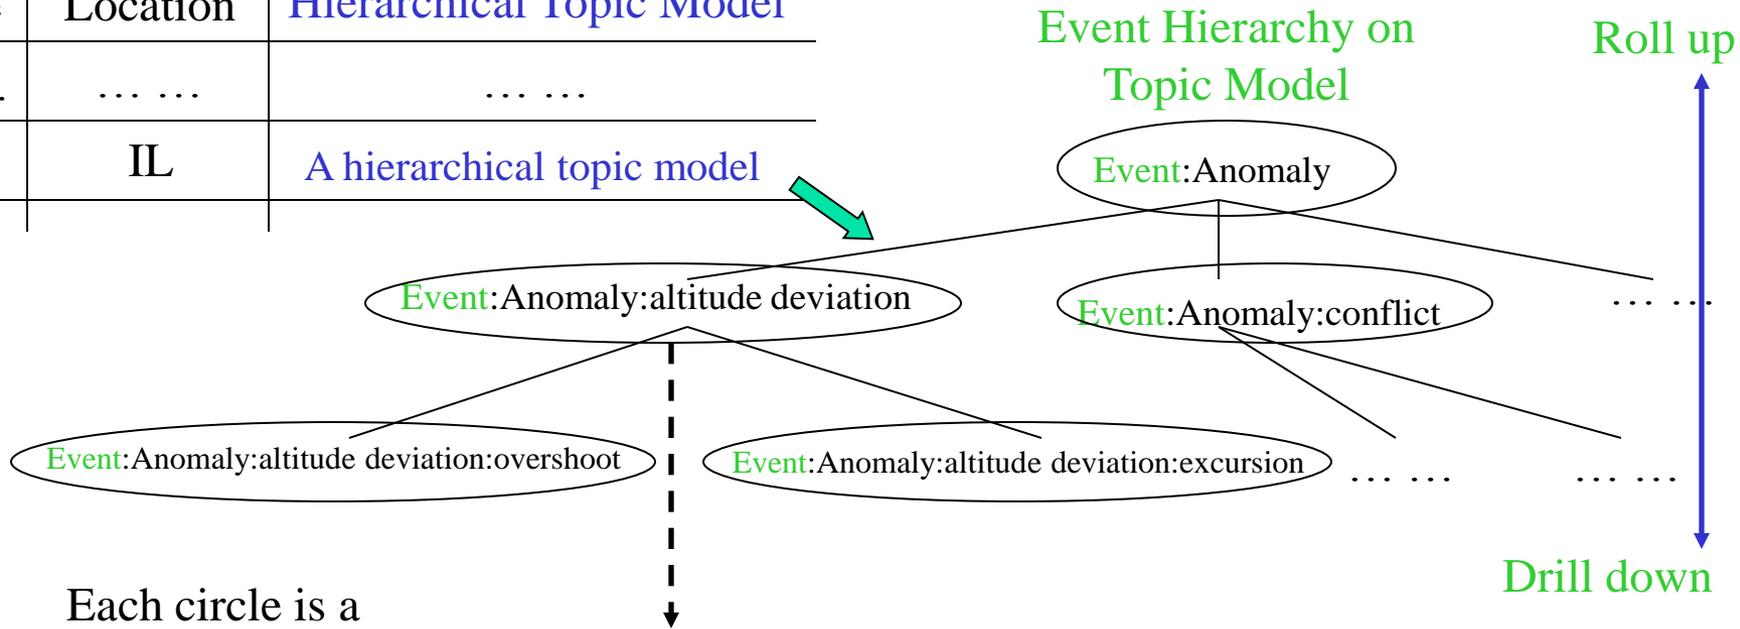 Location
Hierarchical Topic Model
… …
… …
IL
A hierarchical topic model
Event Hierarchy on
Topic Model
Roll up
Event:Anomaly
Event:Anomaly:altitude deviation
Event:Anomaly:conflict
… …
Event:Anomaly:altitude deviation:overshoot
Event:Anomaly:altitude deviation:excursion
… …
… …
Drill down
Each circle is a